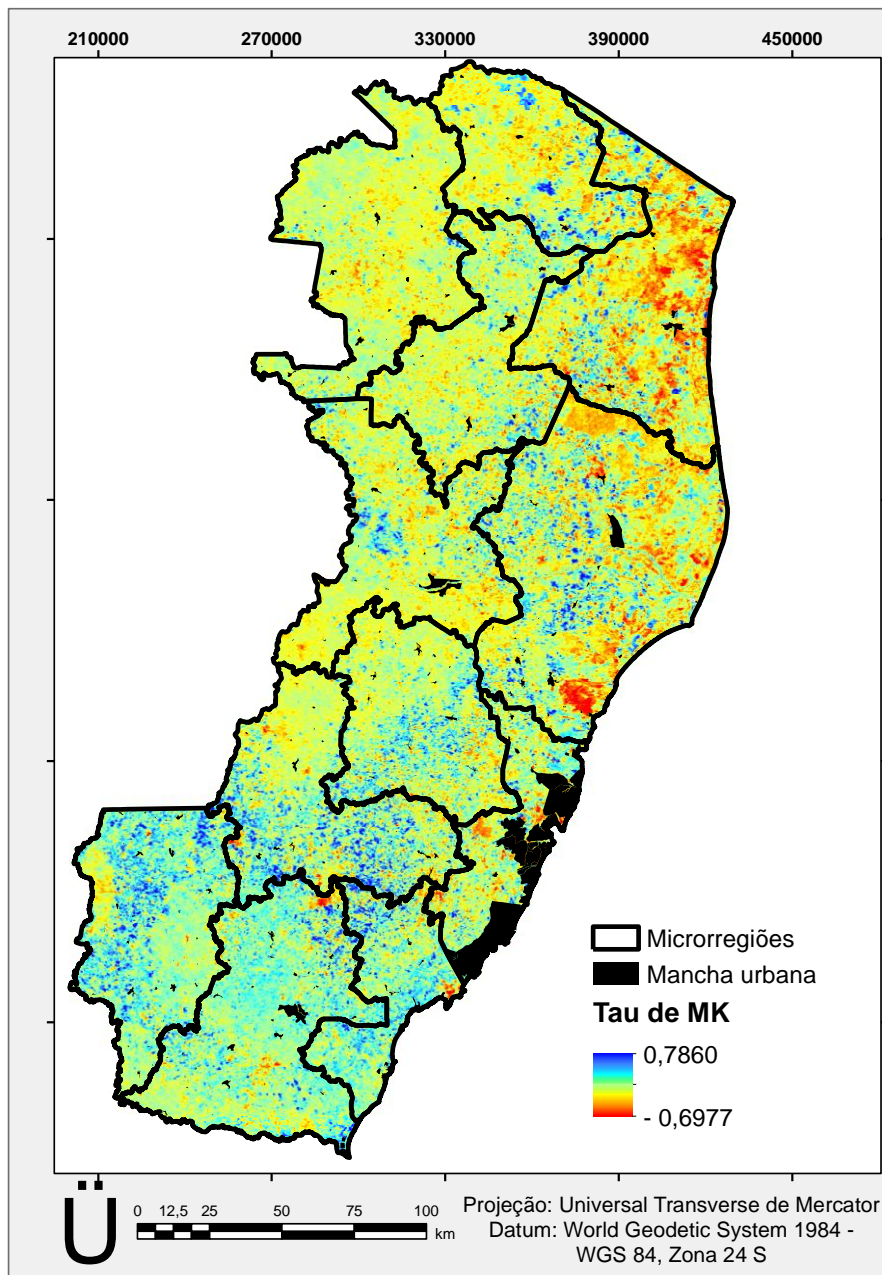 210000 270000 330000 390000 450000
Microrregiões
Mancha urbana
Tau de MK
0,7860
- 0,6977
Ü
0 12,5 25 50 75 100
km
Projeção: Universal Transverse de Mercator
Datum: World Geodetic System 1984 -
WGS 84, Zona 24 S